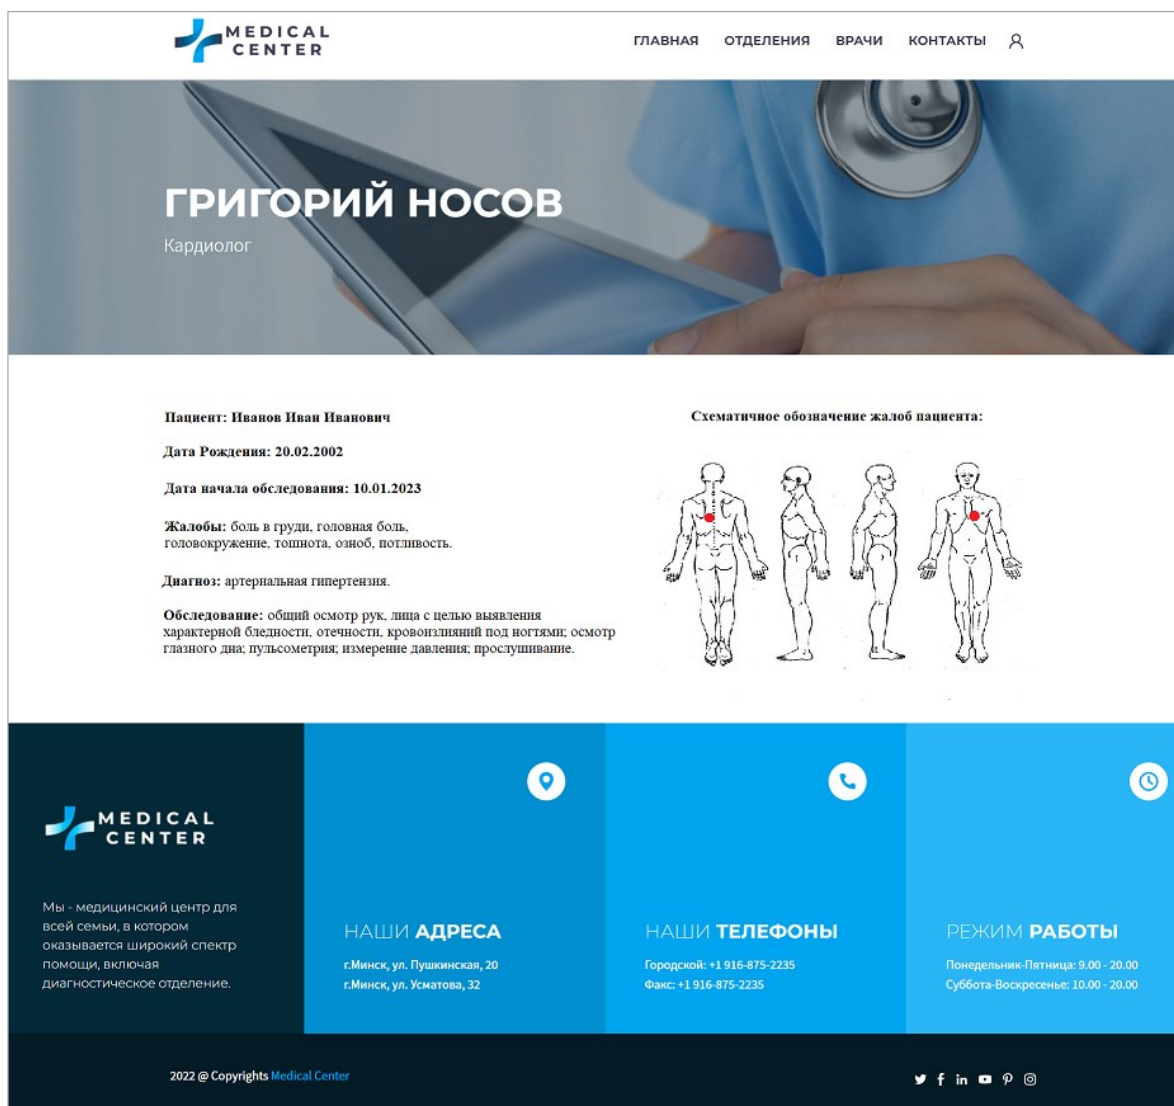 MEDICAL
CENTER
ГЛАВНАЯ ОТДЕЛЕНИЯ ВРАЧИ КОНТАКТЫ
ГРИГОРИЙ НОСОВ
Кардиолог
Пациент: Иванов Иван Иванович
Дата Рождения: 20.02.2002
Дата начала обследования: 10.01.2023
Жалобы: боль в груди, головная боль,
головокружение, тошнота, озноб, потливость.
Диагноз: артериальная гипертензия.
Обследование: общий осмотр рук, лица с целью выявления
характерной бледности, отечности, кровоизлияний под ногтями; осмотр
глазного дна; пульсометрия; измерение давления; прослушивание.
Схематичное обозначение жалоб пациента:
MEDICAL
CENTER
Мы - медицинский центр для
всей семьи, в котором
оказывается широкий спектр
помощи, включая
диагностическое отделение.
НАШИ АДРЕСА
г.Минск, ул. Пушкинская, 20
г.Минск, ул. Усматова, 32
НАШИ ТЕЛЕФОНЫ
Городской: +1 916-875-2235
Факс: +1 916-875-2235
РЕЖИМ РАБОТЫ
Понедельник-Пятница: 9.00 - 20.00
Суббота-Воскресенье: 10.00 - 20.00
2022 @ Copyrights Medical Center